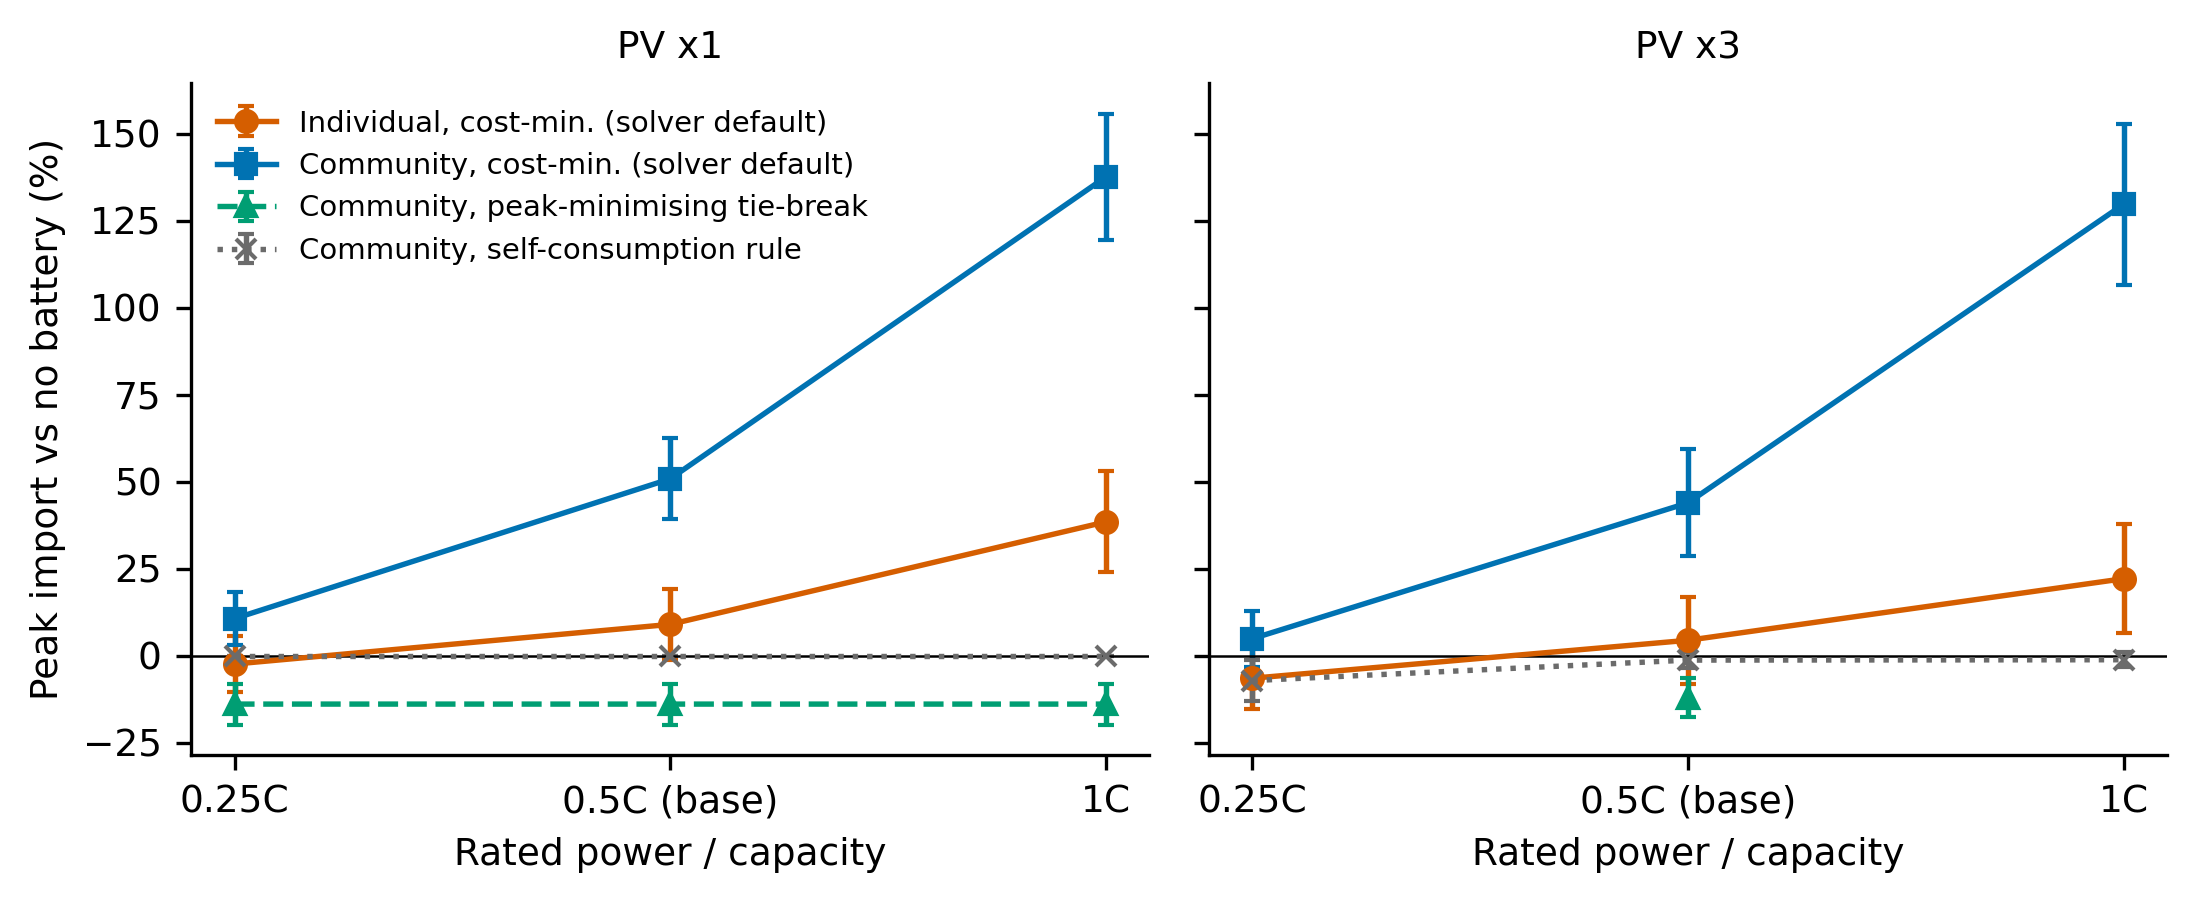 PV x1
PV x3
Peak import vs no battery (%)
150
125
100
75
50
25
0
−25
Individual, cost-min. (solver default)
Community, cost-min. (solver default)
Community, peak-minimising tie-break
Community, self-consumption rule
0.25C
0.5C (base)
1C
Rated power / capacity
0.25C
0.5C (base)
1C
Rated power / capacity